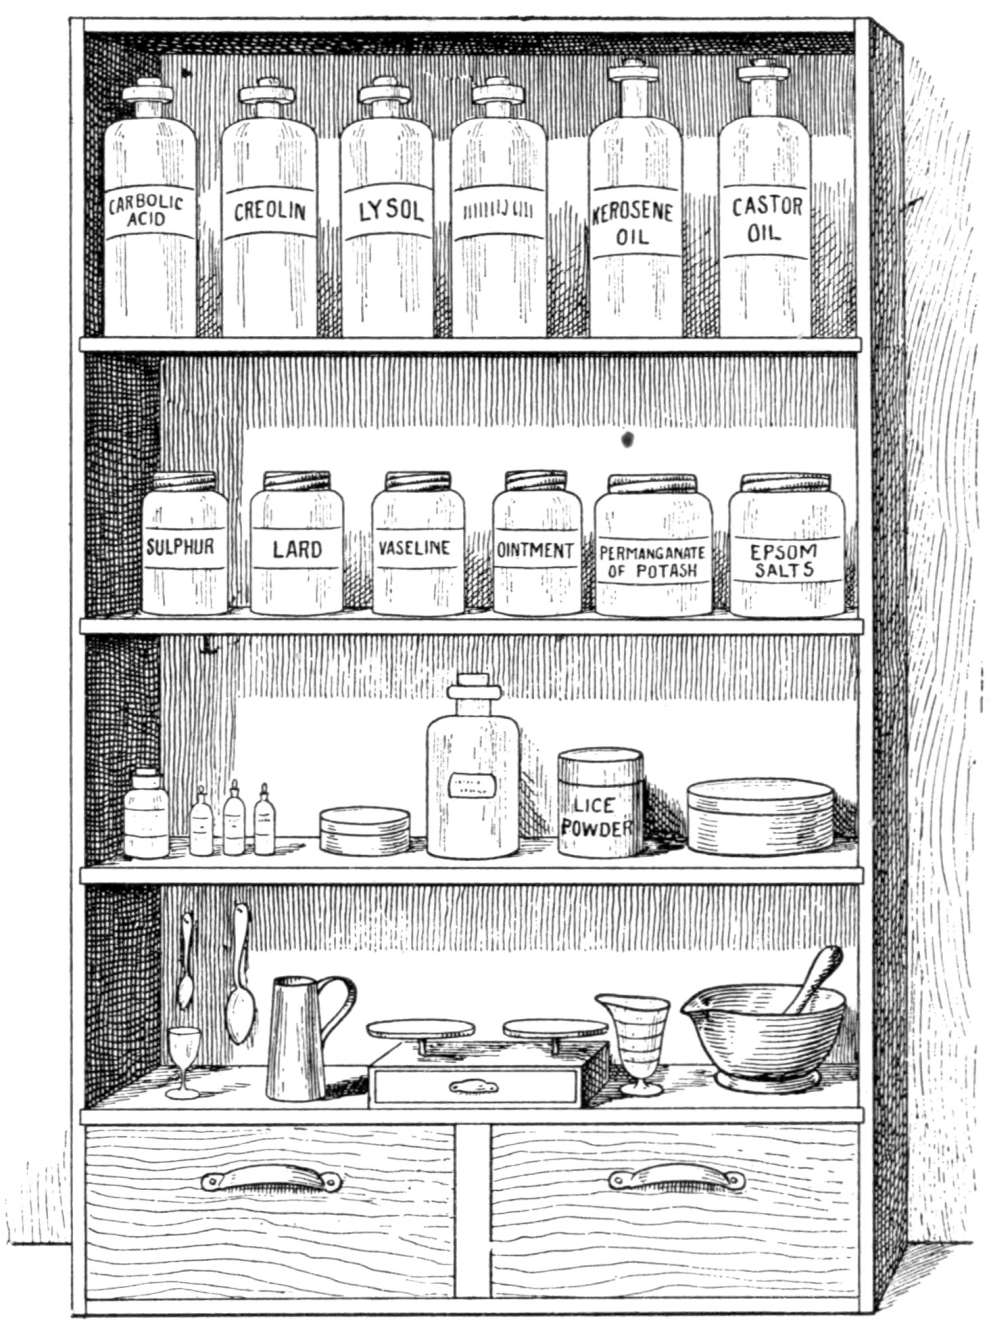 CARBOLIC
ACID
CREOLIN
LYSOL
KEROSENE
OIL
CASTOR
OIL
SULPHUR
LARD
VASELINE
OINTMENT
PERMANGANATE
OF POTASH
EPSOM
SALTS
LICE
POWDER